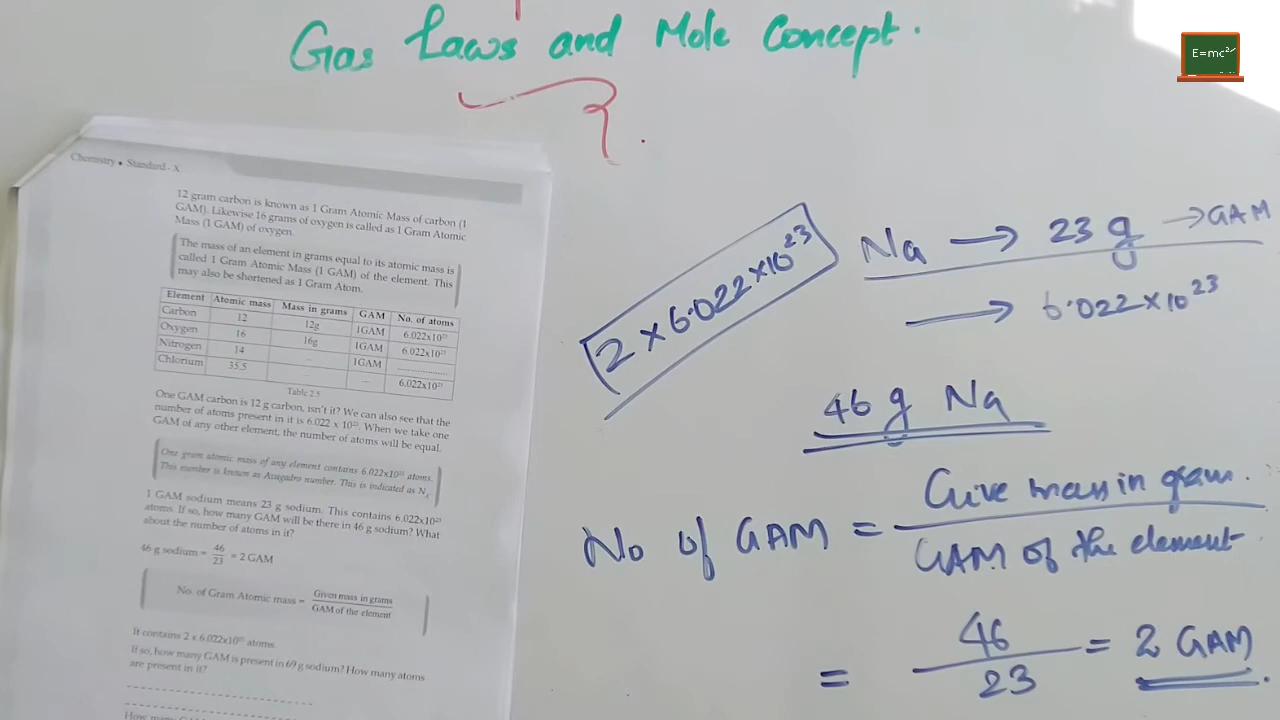 Gas Laws and Mole Concept.
E=mc²
Chemistry • Standard - X
12 gram carbon is known as 1 Gram Atomic Mass of carbon (1
GAM). Likewise 16 grams of oxygen is called as 1 Gram Atomic
Mass (1 GAM) of oxygen.
The mass of an element in grams equal to its atomic mass is
called 1 Gram Atomic Mass (1 GAM) of the element. This
may also be shortened as 1 Gram Atom.
Element Atomic mass Mass in grams GAM No. of atoms
Carbon 12 12g 1GAM 6.022x10²³
Oxygen 16 16g 1GAM 6.022x10²³
Nitrogen 14 ... 1GAM ..................
Chlorium 35.5 ... ... 6.022x10²³
Table 2.5
One GAM carbon is 12 g carbon, isn't it? We can also see that the
number of atoms present in it is 6.022 x 10²³. When we take one
GAM of any other element, the number of atoms will be equal.
One gram atomic mass of any element contains 6.022x10²³ atoms.
This number is known as Avagadro number. This is indicated as N
1 GAM sodium means 23 g sodium. This contains 6.022x10²³
atoms. If so, how many GAM will be there in 46 g sodium? What
about the number of atoms in it?
46 g sodium = 46/23 = 2 GAM
No. of Gram Atomic mass = Given mass in grams / GAM of the element
It contains 2 x 6.022x10²³ atoms.
If so, how many GAM is present in 69 g sodium? How many atoms
are present in it?
How many
2 × 6.022 × 10²³
Na → 23 g → GAM
→ 6.022 × 10²³
46 g Na
No of GAM = Give mass in gram. / GAM of the element
= 46/23 = 2 GAM.